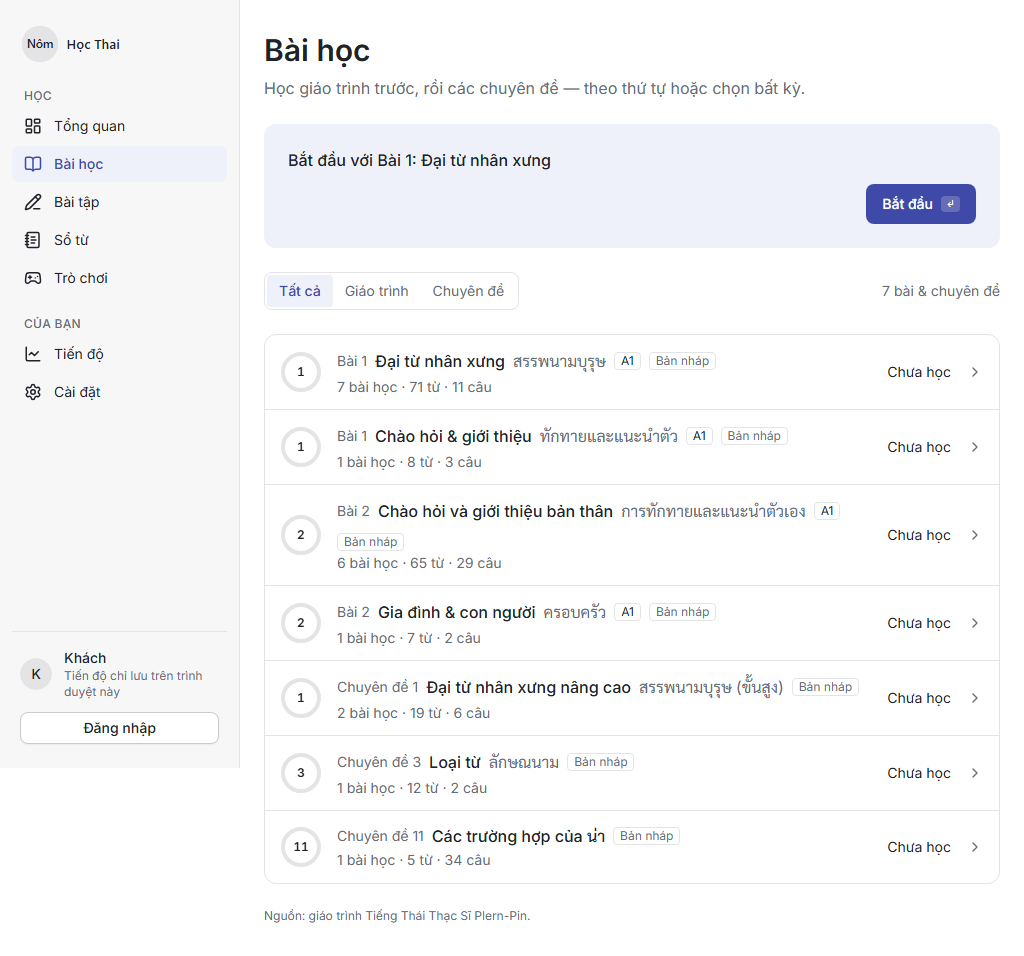 Nôm Học Thai
HỌC
Tổng quan
Bài học
Bài tập
Sổ từ
Trò chơi
CỦA BẠN
Tiến độ
Cài đặt
K
Khách
Tiến độ chỉ lưu trên trình
duyệt này
Đăng nhập
Bài học
Học giáo trình trước, rồi các chuyên đề — theo thứ tự hoặc chọn bất kỳ.
Bắt đầu với Bài 1: Đại từ nhân xưng
Bắt đầu ↵
Tất cả Giáo trình Chuyên đề 7 bài & chuyên đề
1 Bài 1 Đại từ nhân xưng สรรพนามบุรุษ A1 Bản nháp Chưa học
7 bài học · 71 từ · 11 câu
1 Bài 1 Chào hỏi & giới thiệu ทักทายและแนะนำตัว A1 Bản nháp Chưa học
1 bài học · 8 từ · 3 câu
2 Bài 2 Chào hỏi và giới thiệu bản thân การทักทายและแนะนำตัวเอง A1 Chưa học
Bản nháp
6 bài học · 65 từ · 29 câu
2 Bài 2 Gia đình & con người ครอบครัว A1 Bản nháp Chưa học
1 bài học · 7 từ · 2 câu
1 Chuyên đề 1 Đại từ nhân xưng nâng cao สรรพนามบุรุษ (ขั้นสูง) Bản nháp Chưa học
2 bài học · 19 từ · 6 câu
3 Chuyên đề 3 Loại từ ลักษณนาม Bản nháp Chưa học
1 bài học · 12 từ · 2 câu
11 Chuyên đề 11 Các trường hợp của น่า Bản nháp Chưa học
1 bài học · 5 từ · 34 câu
Nguồn: giáo trình Tiếng Thái Thạc Sĩ Plern-Pin.